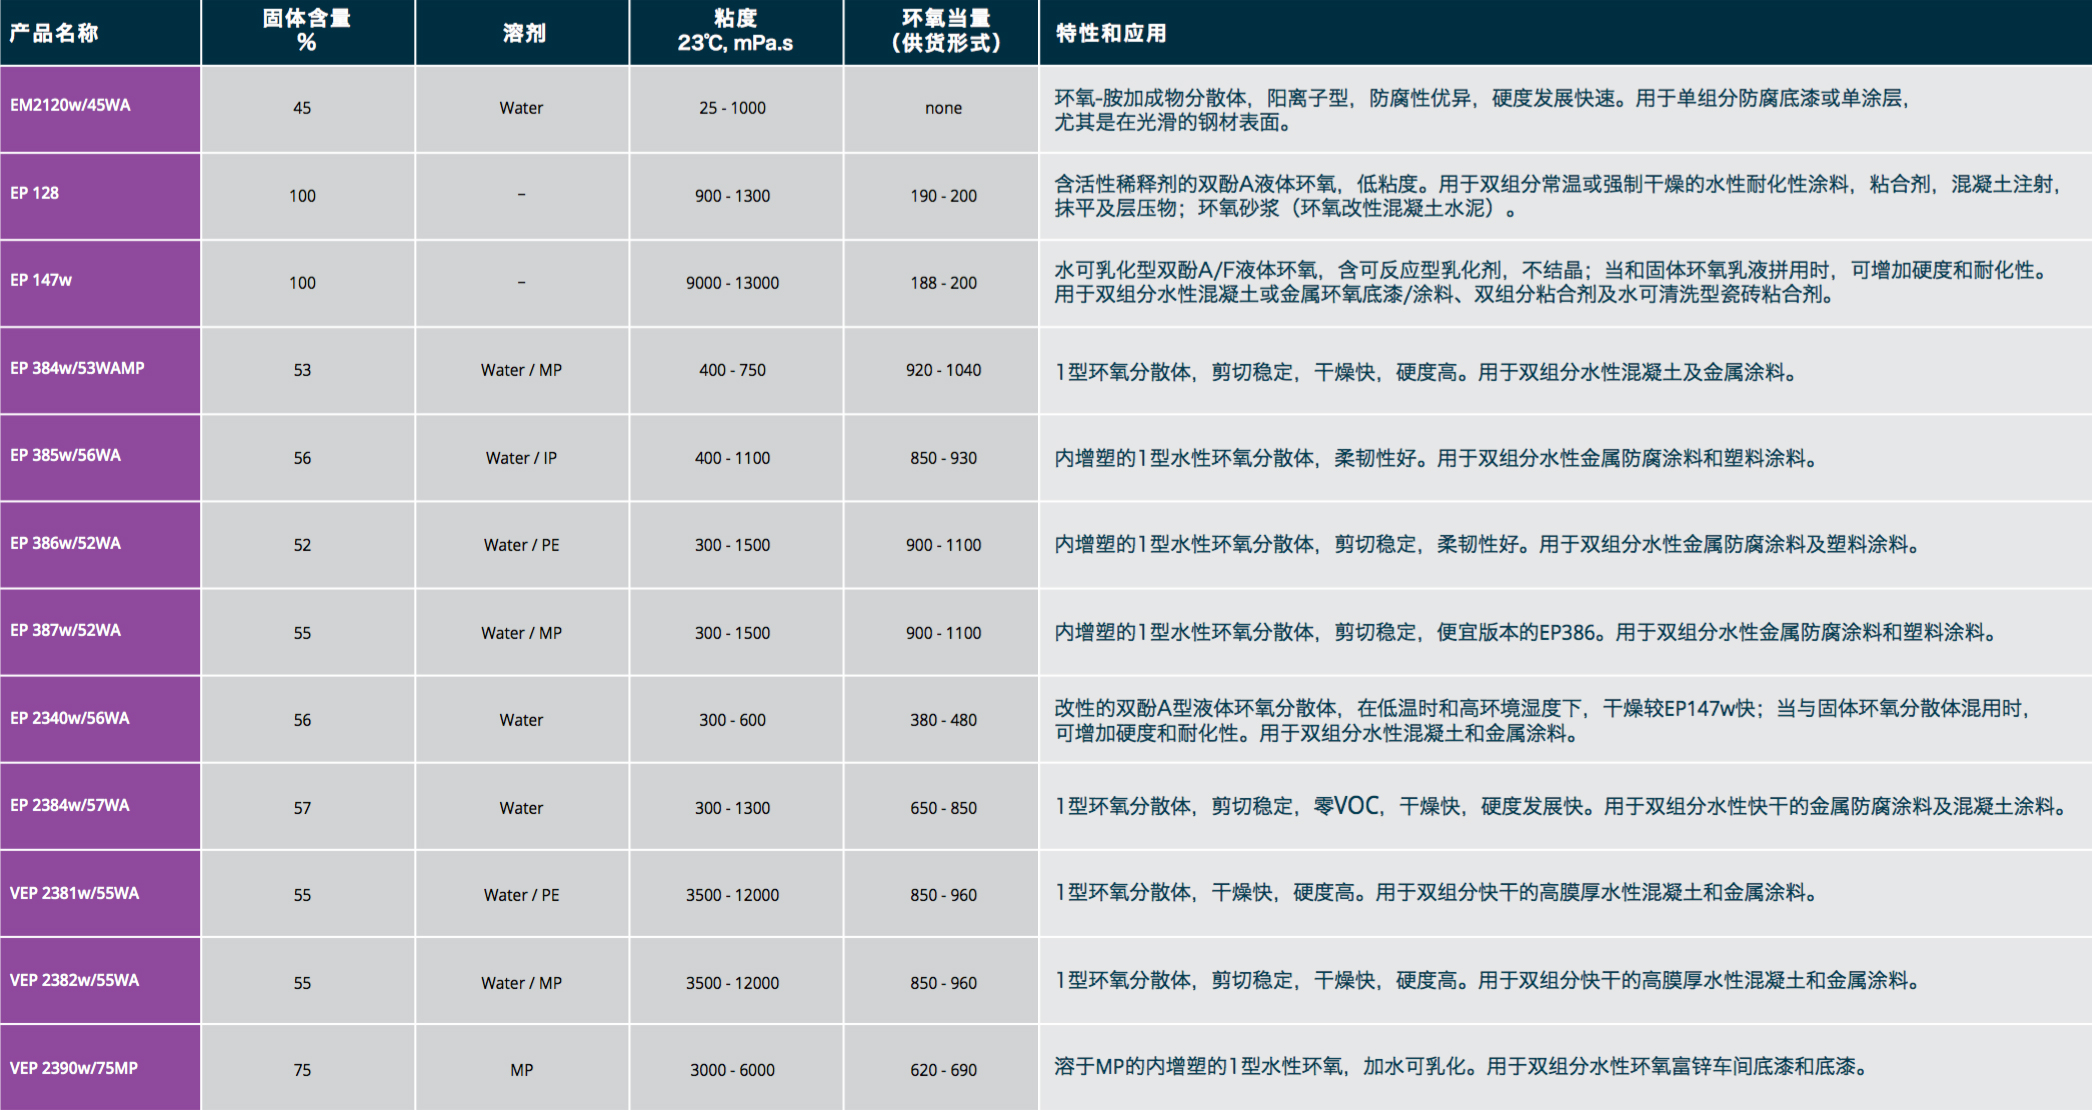 产品名称
固体含量
%
溶剂
粘度
23℃, mPa.s
环氧当量
（供货形式）
特性和应用
EM2120w/45WA
45
Water
25 - 1000
none
环氧-胺加成物分散体，阳离子型，防腐性优异，硬度发展快速。用于单组分防腐底漆或单涂层，
尤其是在光滑的钢材表面。
EP 128
100
–
900 - 1300
190 - 200
含活性稀释剂的双酚A液体环氧，低粘度。用于双组分常温或强制干燥的水性耐化性涂料，粘合剂，混凝土注射，
抹平及层压物；环氧砂浆（环氧改性混凝土水泥）。
EP 147w
100
–
9000 - 13000
188 - 200
水可乳化型双酚A/F液体环氧，含可反应型乳化剂，不结晶；当和固体环氧乳液拼用时，可增加硬度和耐化性。
用于双组分水性混凝土或金属环氧底漆/涂料、双组分粘合剂及水可清洗型瓷砖粘合剂。
EP 384w/53WAMP
53
Water / MP
400 - 750
920 - 1040
1型环氧分散体，剪切稳定，干燥快，硬度高。用于双组分水性混凝土及金属涂料。
EP 385w/56WA
56
Water / IP
400 - 1100
850 - 930
内增塑的1型水性环氧分散体，柔韧性好。用于双组分水性金属防腐涂料和塑料涂料。
EP 386w/52WA
52
Water / PE
300 - 1500
900 - 1100
内增塑的1型水性环氧分散体，剪切稳定，柔韧性好。用于双组分水性金属防腐涂料及塑料涂料。
EP 387w/52WA
55
Water / MP
300 - 1500
900 - 1100
内增塑的1型水性环氧分散体，剪切稳定，便宜版本的EP386。用于双组分水性金属防腐涂料和塑料涂料。
EP 2340w/56WA
56
Water
300 - 600
380 - 480
改性的双酚A型液体环氧分散体，在低温时和高环境湿度下，干燥较EP147w快；当与固体环氧分散体混用时，
可增加硬度和耐化性。用于双组分水性混凝土和金属涂料。
EP 2384w/57WA
57
Water
300 - 1300
650 - 850
1型环氧分散体，剪切稳定，零VOC，干燥快，硬度发展快。用于双组分水性快干的金属防腐涂料及混凝土涂料。
VEP 2381w/55WA
55
Water / PE
3500 - 12000
850 - 960
1型环氧分散体，干燥快，硬度高。用于双组分快干的高膜厚水性混凝土和金属涂料。
VEP 2382w/55WA
55
Water / MP
3500 - 12000
850 - 960
1型环氧分散体，剪切稳定，干燥快，硬度高。用于双组分快干的高膜厚水性混凝土和金属涂料。
VEP 2390w/75MP
75
MP
3000 - 6000
620 - 690
溶于MP的内增塑的1型水性环氧，加水可乳化。用于双组分水性环氧富锌车间底漆和底漆。